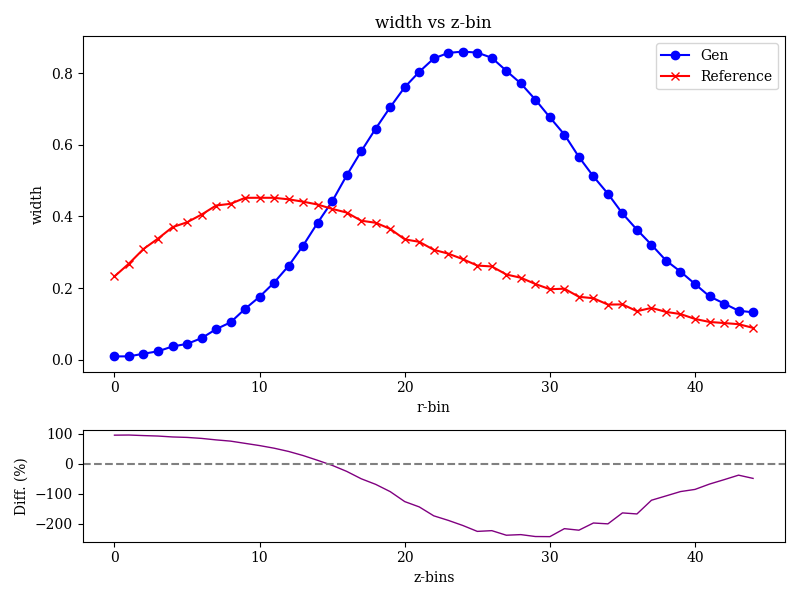 width vs z-bin
Gen
Reference
width
0.8
0.6
0.4
0.2
0.0
0 10 20 30 40
r-bin
Diff. (%)
100
0
−100
−200
0 10 20 30 40
z-bins